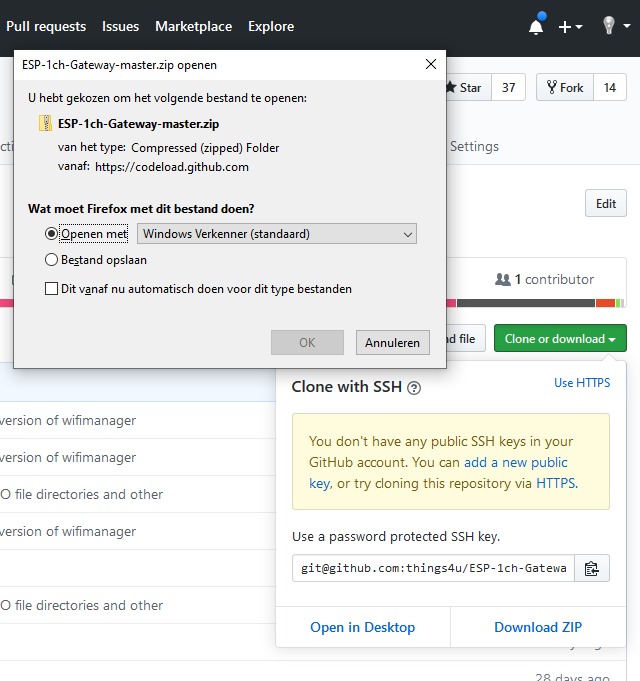 Pull requests Issues Marketplace Explore
ESP-1ch-Gateway-master.zip openen
U hebt gekozen om het volgende bestand te openen:
ESP-1ch-Gateway-master.zip
van het type: Compressed (zipped) Folder
vanaf: https://codeload.github.com
Wat moet Firefox met dit bestand doen?
Openen met Windows Verkenner (standaard)
Bestand opslaan
Dit vanaf nu automatisch doen voor dit type bestanden
OK Annuleren
Star 37 Fork 14
Settings
Edit
1 contributor
file Clone or download
Clone with SSH Use HTTPS
You don't have any public SSH keys in your
GitHub account. You can add a new public
key, or try cloning this repository via HTTPS.
Use a password protected SSH key.
git@github.com:things4u/ESP-1ch-Gatewa
Open in Desktop Download ZIP
version of wifimanager
version of wifimanager
O file directories and other
version of wifimanager
O file directories and other
28 days ago